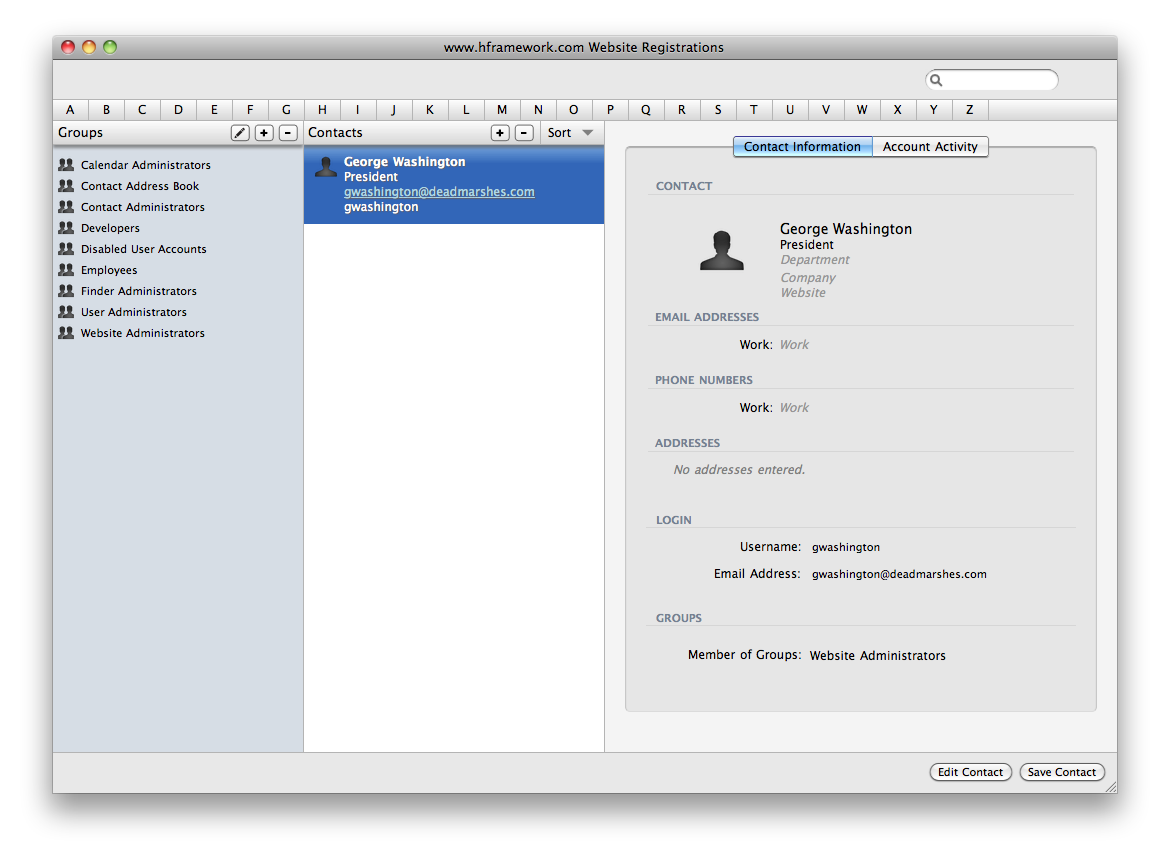 www.hframework.com Website Registrations
A B C D E F G H I J K L M N O P Q R S T U V W X Y Z
Groups
Calendar Administrators
Contact Address Book
Contact Administrators
Developers
Disabled User Accounts
Employees
Finder Administrators
User Administrators
Website Administrators
Contacts
Sort
George Washington
President
gwashington@deadmarshes.com
gwashington
Contact Information Account Activity
CONTACT
George Washington
President
Department
Company
Website
EMAIL ADDRESSES
Work: Work
PHONE NUMBERS
Work: Work
ADDRESSES
No addresses entered.
LOGIN
Username: gwashington
Email Address: gwashington@deadmarshes.com
GROUPS
Member of Groups: Website Administrators
Edit Contact Save Contact